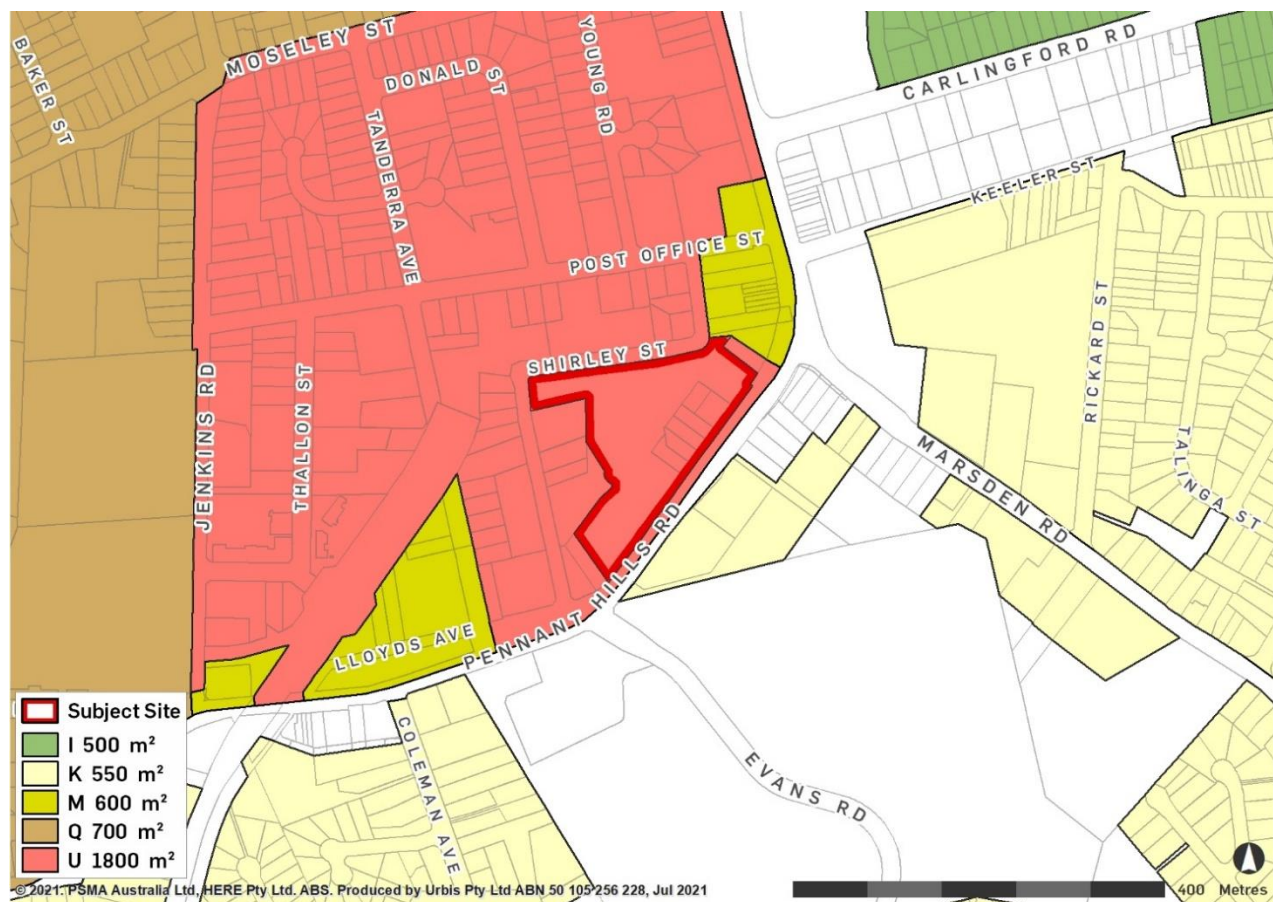 BAKER ST
MOSELEY ST
DONALD ST
YOUNG RD
CARLINGFORD RD
TANDERRA AVE
KEELER ST
POST OFFICE ST
RICKARD ST
SHIRLEY ST
JENKINS RD
THALLON ST
MARSDEN RD
TALINGA ST
PENNANT HILLS RD
LLOYDS AVE
COLEMAN AVE
EVANS RD
Subject Site
I 500 m²
K 550 m²
M 600 m²
Q 700 m²
U 1800 m²
© 2021. PSMA Australia Ltd, HERE Pty Ltd. ABS. Produced by Urbis Pty Ltd ABN 50 105 256 228, Jul 2021
400 Metres